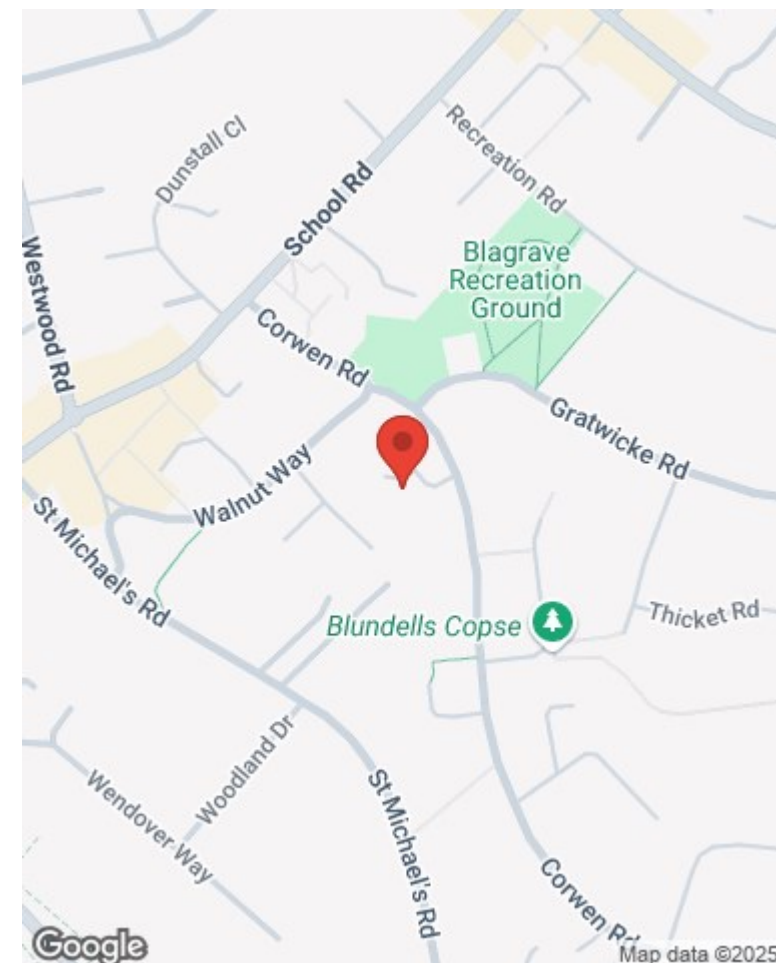 Dunstall Cl
Recreation Rd
School Rd
Westwood Rd
Blagrave
Recreation
Ground
Corwen Rd
Gratwicke Rd
Walnut Way
St Michael's Rd
Thicket Rd
Blundells Copse
Woodland Dr
Wendover Way
St Michael's Rd
Corwen Rd
Google
Map data ©2025